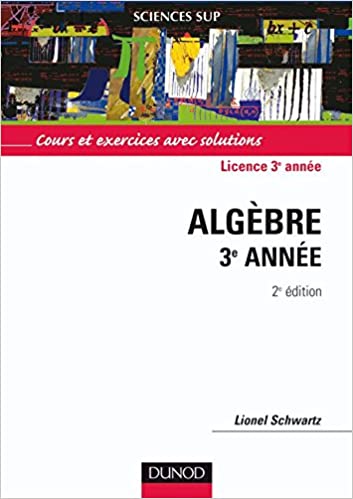 SCIENCES SUP
Cours et exercices avec solutions
Licence 3e année
ALGÈBRE
3e ANNÉE
2e édition
Lionel Schwartz
DUNOD